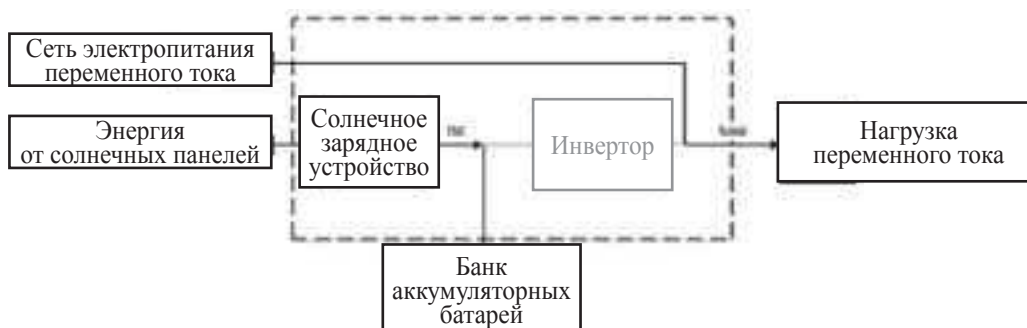 Сеть электропитания
переменного тока
Энергия
от солнечных панелей
Солнечное
зарядное
устройство
Инвертор
Нагрузка
переменного тока
Банк
аккумуляторных
батарей